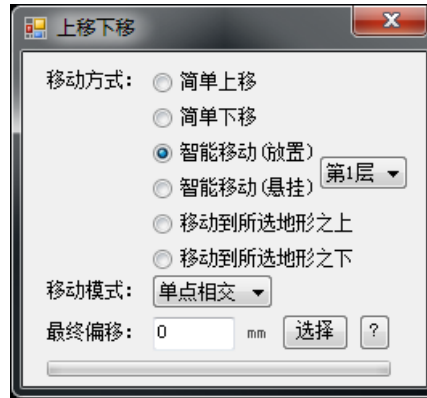 上移下移
移动方式：
简单上移
简单下移
智能移动(放置)
第1层
智能移动(悬挂)
移动到所选地形之上
移动到所选地形之下
移动模式： 单点相交
最终偏移： 0 mm 选择 ?